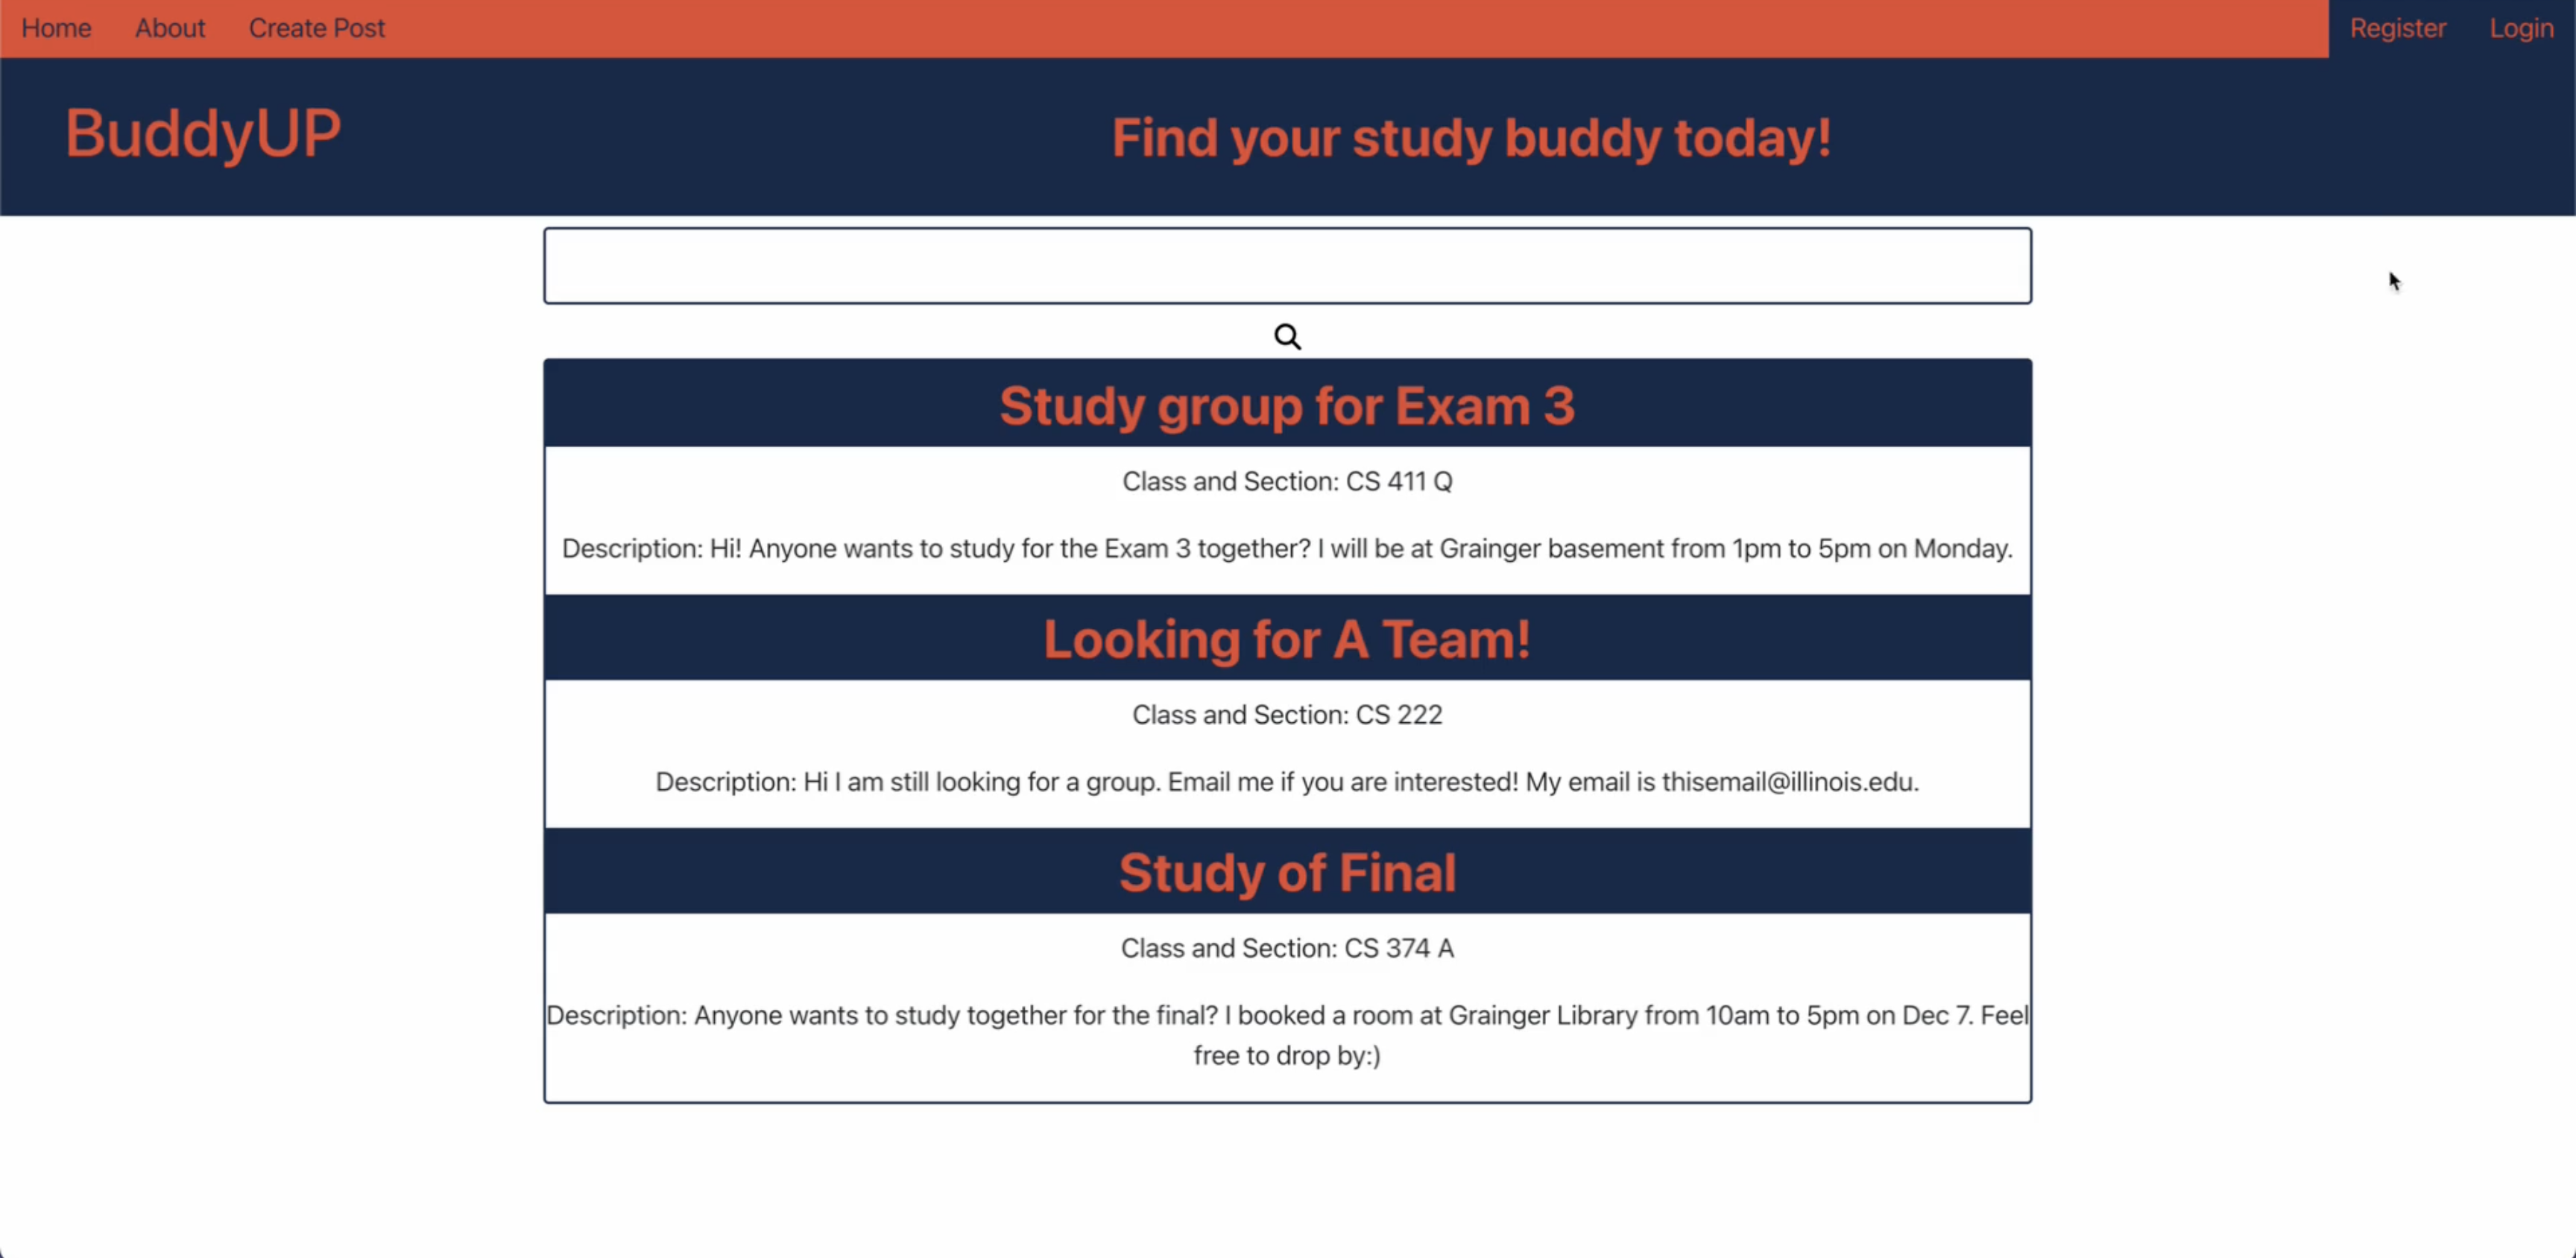 Home About Create Post Register Login
BuddyUP
Find your study buddy today!
Study group for Exam 3
Class and Section: CS 411 Q
Description: Hi! Anyone wants to study for the Exam 3 together? I will be at Grainger basement from 1pm to 5pm on Monday.
Looking for A Team!
Class and Section: CS 222
Description: Hi I am still looking for a group. Email me if you are interested! My email is thisemail@illinois.edu.
Study of Final
Class and Section: CS 374 A
Description: Anyone wants to study together for the final? I booked a room at Grainger Library from 10am to 5pm on Dec 7. Feel
free to drop by:)